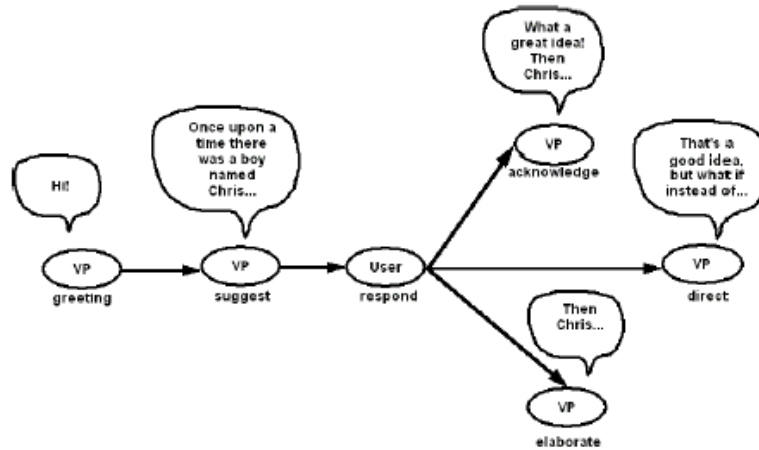 What a
great idea!
Then
Chris...
VP
acknowledge
Once upon a
time there
was a boy
named
Chris...
That's a
good idea,
but what if
instead of...
Hi!
VP
greeting
VP
suggest
User
respond
VP
direct
Then
Chris...
VP
elaborate